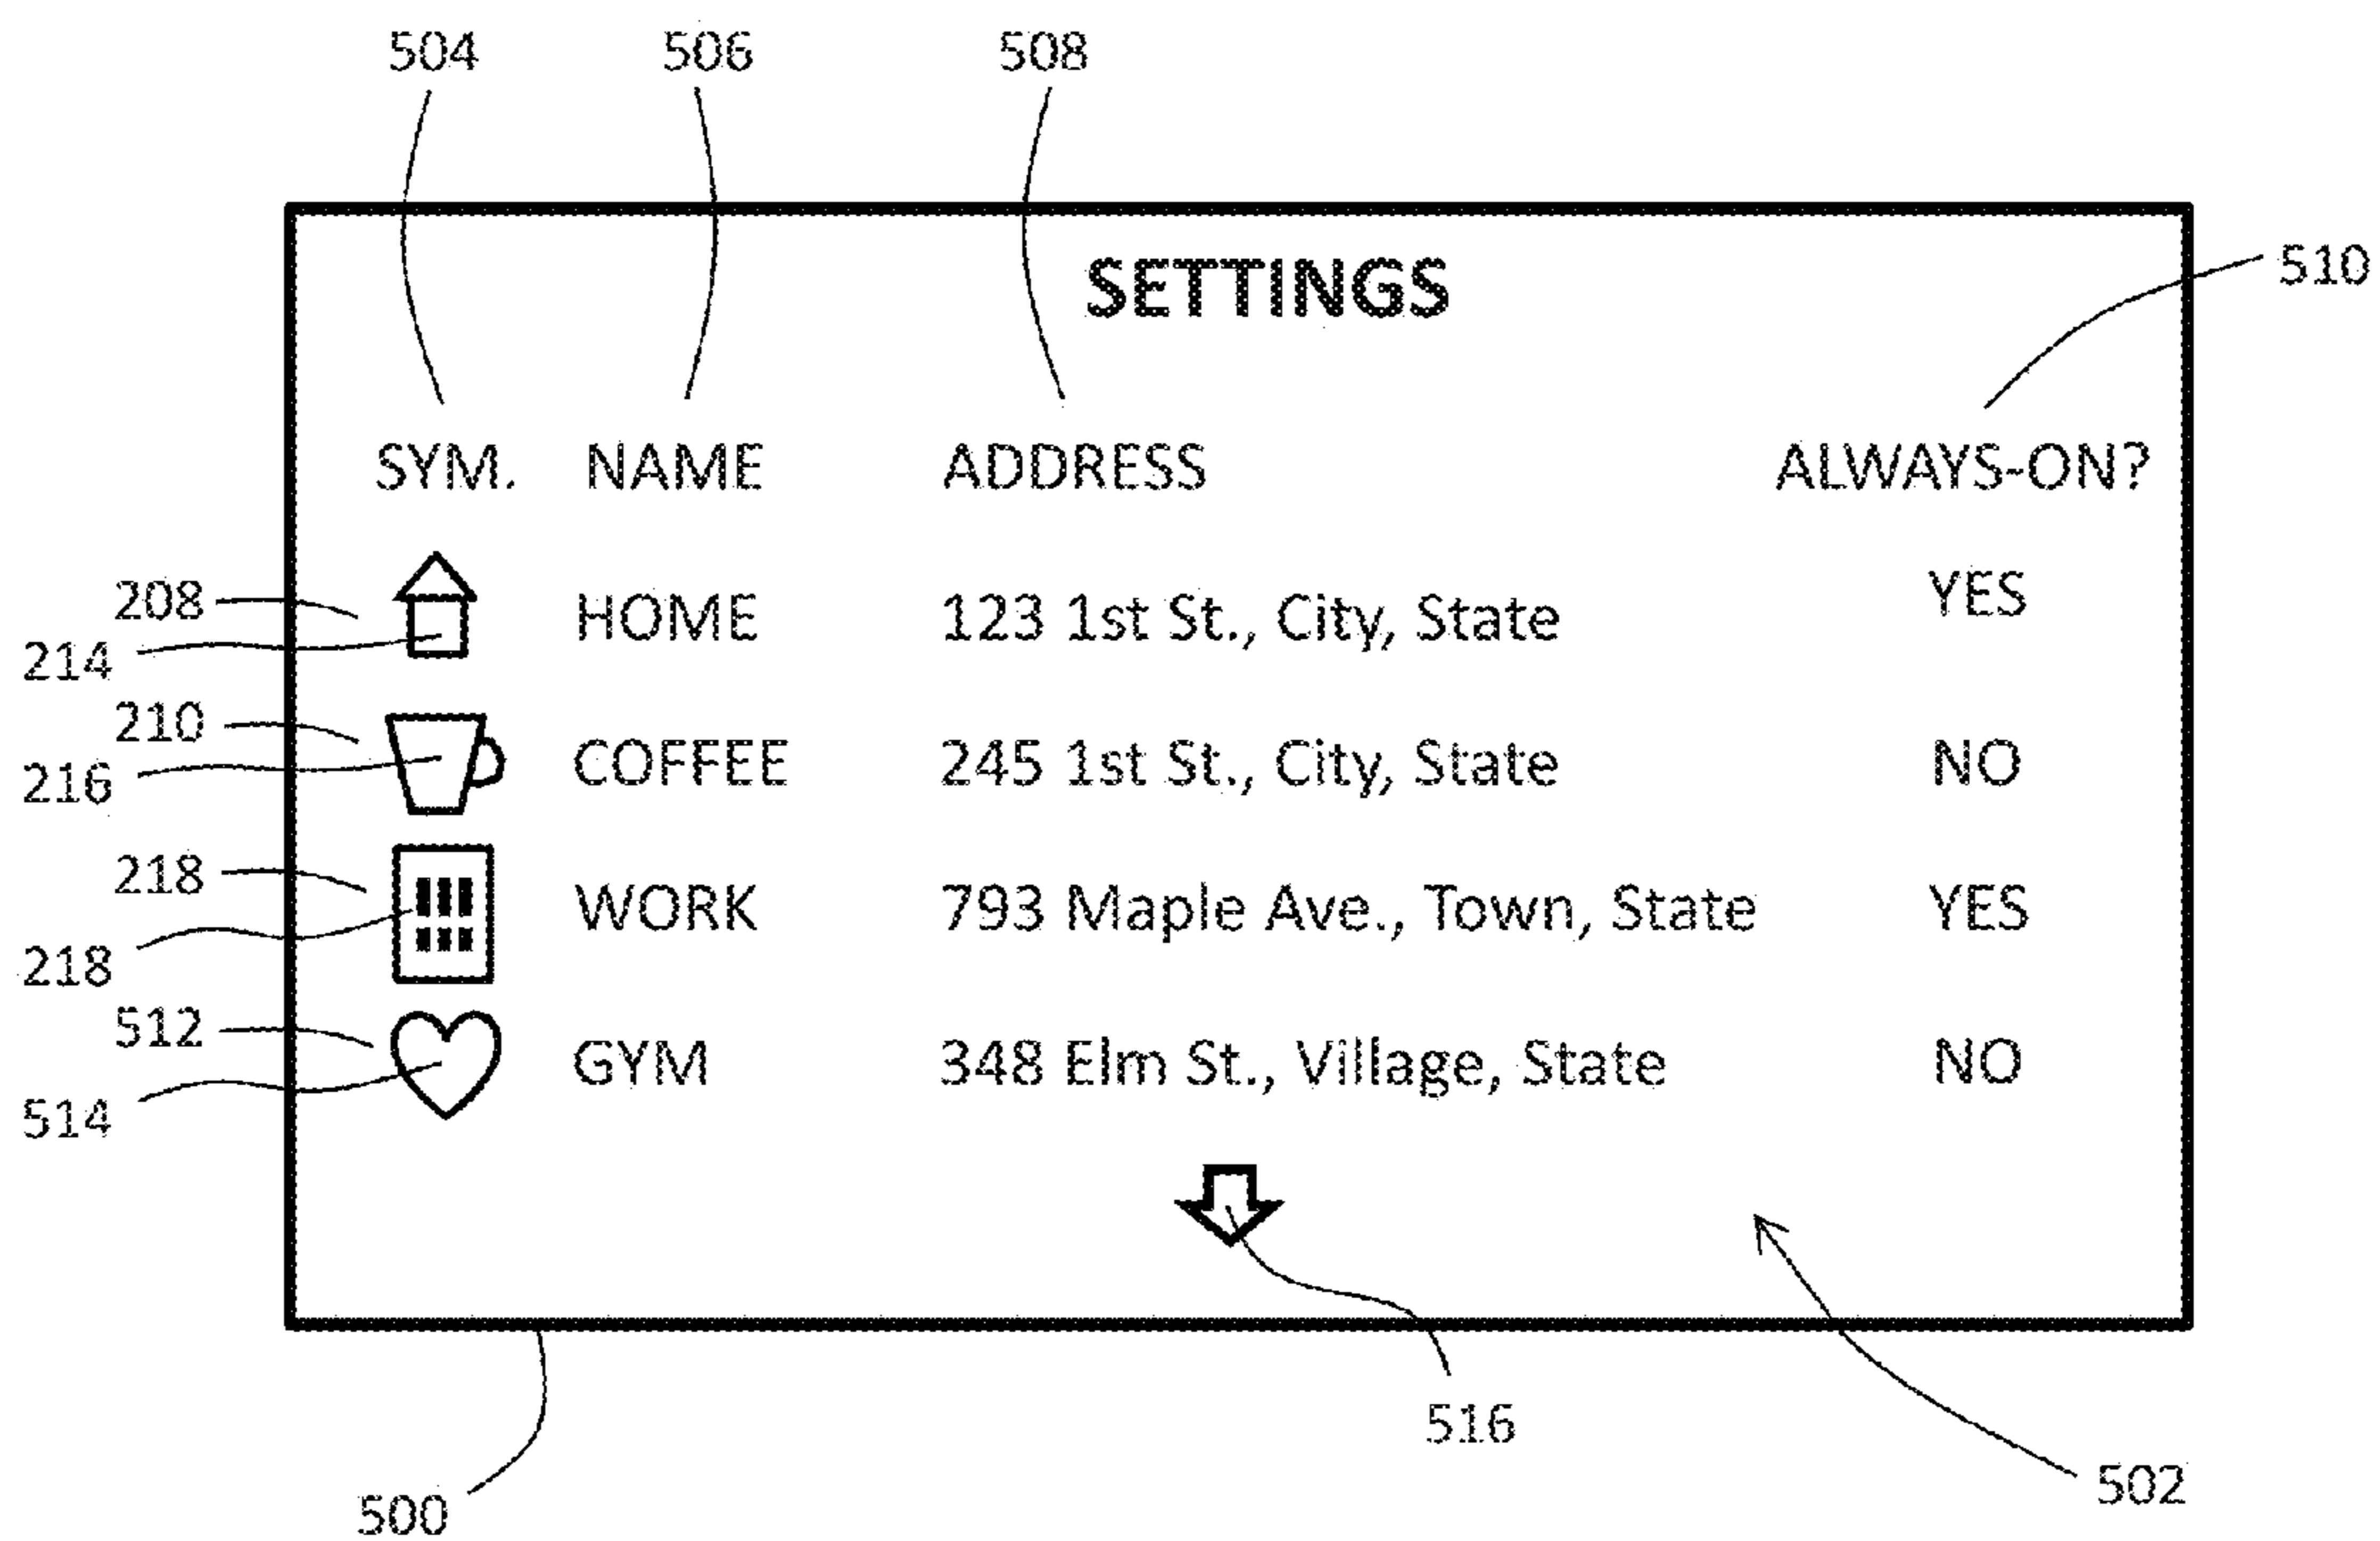 504 506 508
SETTINGS
510
SYM. NAME ADDRESS ALWAYS-ON?
208
HOME 123 1st St., City, State YES
214
210
COFFEE 245 1st St., City, State NO
216
218
WORK 793 Maple Ave., Town, State YES
218
512
GYM 348 Elm St., Village, State NO
514
516
502
500